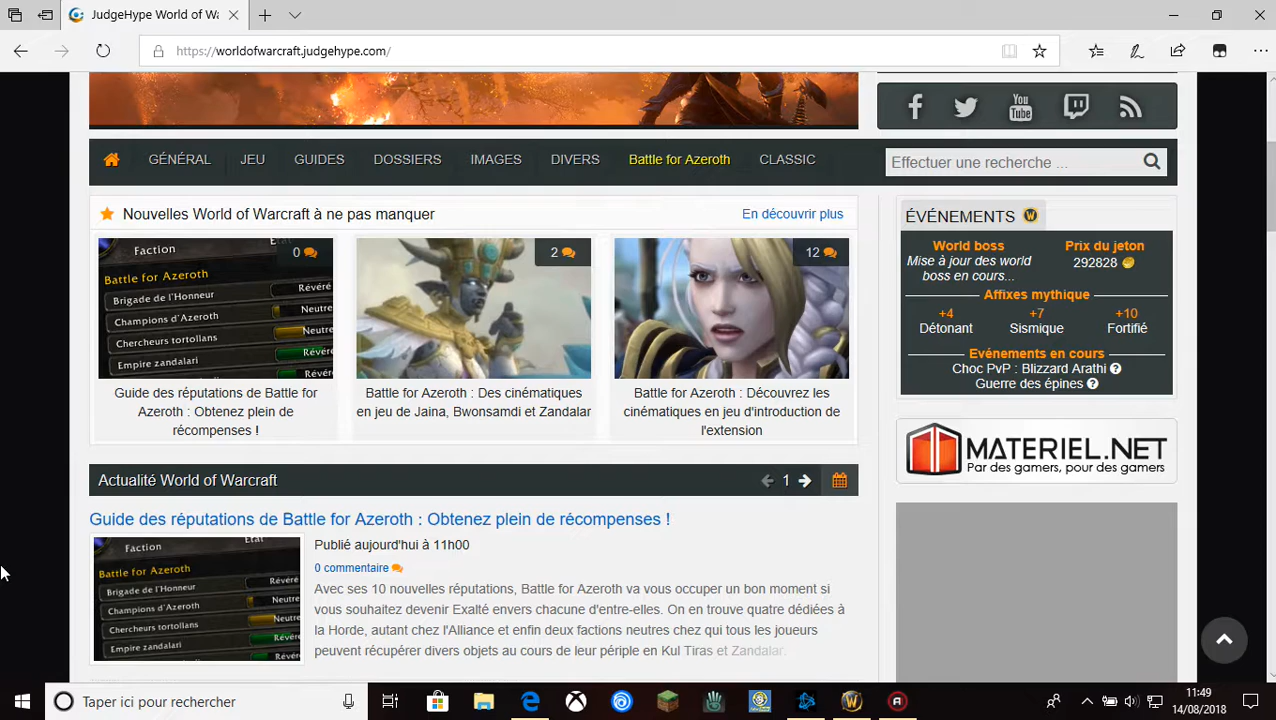 JudgeHype World of Wa
https://worldofwarcraft.judgehype.com/
You
Tube
GÉNÉRAL JEU GUIDES DOSSIERS IMAGES DIVERS Battle for Azeroth CLASSIC
Effectuer une recherche ...
Nouvelles World of Warcraft à ne pas manquer
En découvrir plus
Faction
État
Battle for Azeroth
Brigade de l'Honneur
Révéré
Champions d'Azeroth
Neutre
Chercheurs tortollans
Neutre
Empire zandalari
Révéré
0
2
12
Guide des réputations de Battle for
Azeroth : Obtenez plein de
récompenses !
Battle for Azeroth : Des cinématiques
en jeu de Jaina, Bwonsamdi et Zandalar
Battle for Azeroth : Découvrez les
cinématiques en jeu d'introduction de
l'extension
ÉVÉNEMENTS
World boss
Mise à jour des world
boss en cours...
Prix du jeton
292828
Affixes mythique
+4
Détonant
+7
Sismique
+10
Fortifié
Evénements en cours
Choc PvP : Blizzard Arathi
Guerre des épines
MATERIEL.NET
Par des gamers, pour des gamers
Actualité World of Warcraft
1
Guide des réputations de Battle for Azeroth : Obtenez plein de récompenses !
Faction
Etat
Battle for Azeroth
Brigade de l'Honneur
Révéré
Champions d'Azeroth
Neutre
Chercheurs tortollans
Neutre
Empire zandalari
Révéré
Publié aujourd'hui à 11h00
0 commentaire
Avec ses 10 nouvelles réputations, Battle for Azeroth va vous occuper un bon moment si
vous souhaitez devenir Exalté envers chacune d'entre-elles. On en trouve quatre dédiées à
la Horde, autant chez l'Alliance et enfin deux factions neutres chez qui tous les joueurs
peuvent récupérer divers objets au cours de leur périple en Kul Tiras et Zandalar.
Taper ici pour rechercher
11:49
14/08/2018